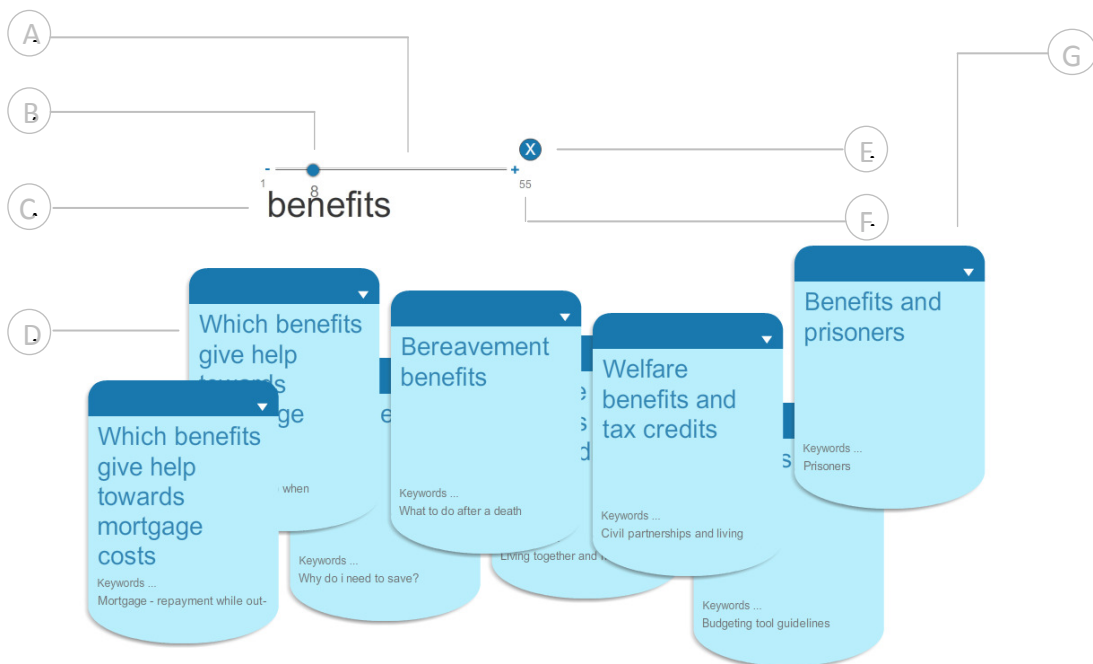 A
G
B
X
E
- +
1 8 55
C
benefits
F
D
Which benefits
give help
towards
ge
when
Bereavement
benefits
Keywords ...
What to do after a death
Welfare
benefits and
tax credits
Keywords ...
Civil partnerships and living
Benefits and
prisoners
Keywords ...
Prisoners
Which benefits
give help
towards
mortgage
costs
Keywords ...
Mortgage - repayment while out-
e
Keywords ...
Why do i need to save?
e
s
d
Living together and
s
Keywords ...
Budgeting tool guidelines